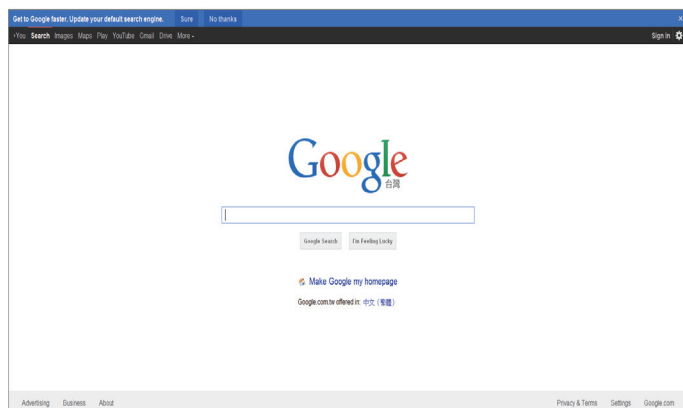 Get to Google faster. Update your default search engine. Sure No thanks ×
+You Search Images Maps Play YouTube Gmail Drive More Sign in
Google
台灣
Google Search I'm Feeling Lucky
Make Google my homepage
Google.com.tw offered in: 中文 (繁體)
Advertising Business About Privacy & Terms Settings Google.com